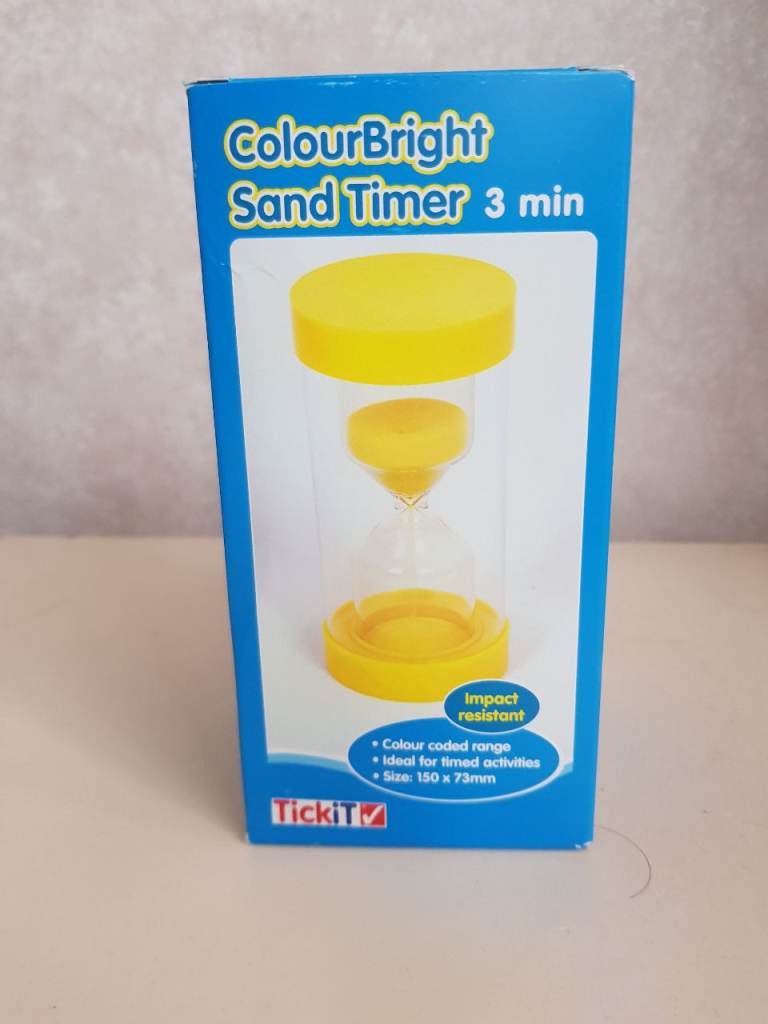 ColourBright
Sand Timer 3 min
Impact
resistant
• Colour coded range
• Ideal for timed activities
• Size: 150 x 73mm
TickiT